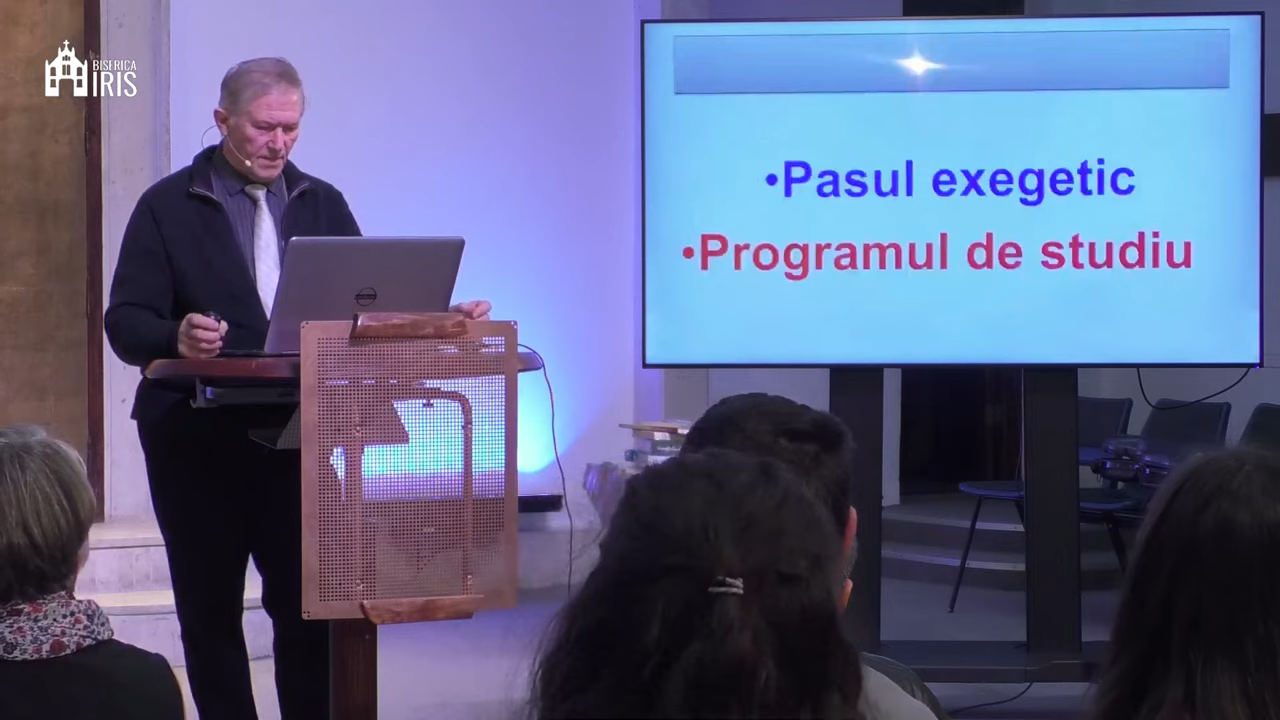 BISERICA
IRIS
•Pasul exegetic
•Programul de studiu